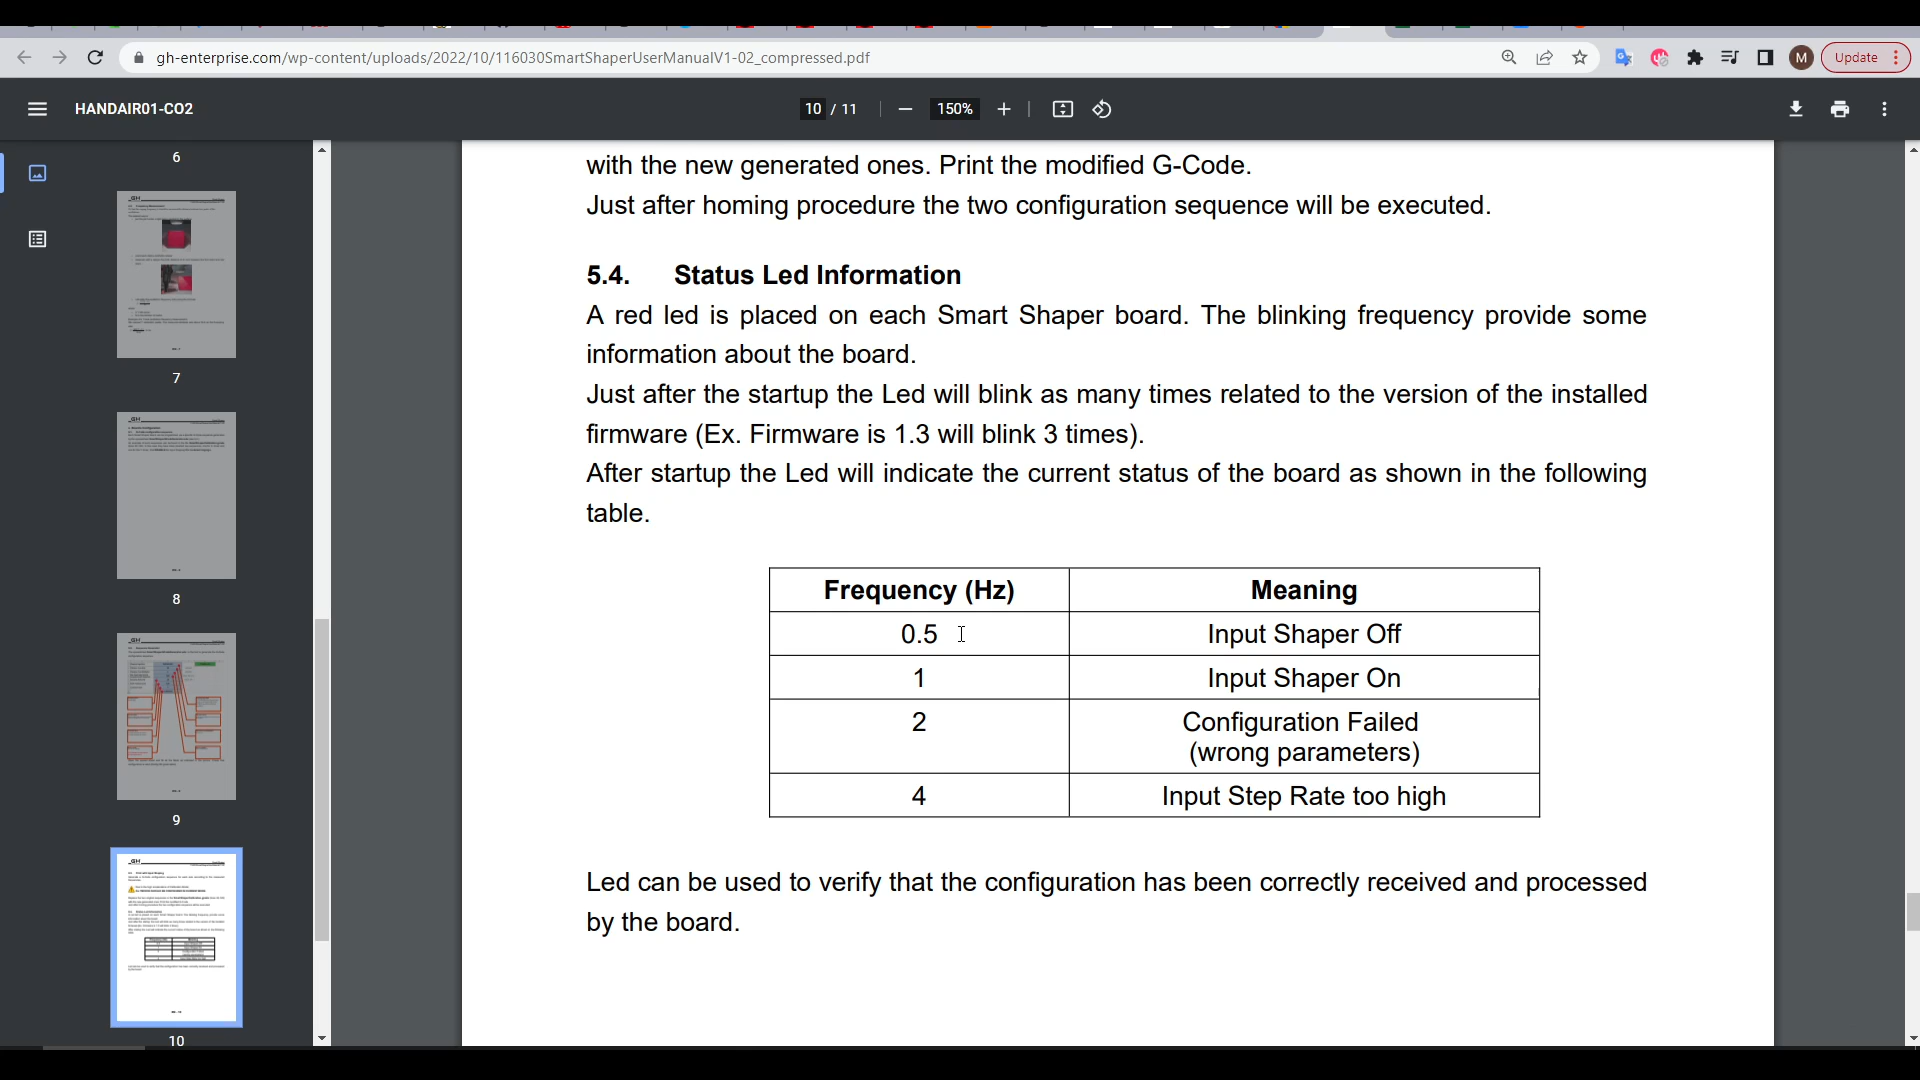 gh-enterprise.com/wp-content/uploads/2022/10/116030SmartShaperUserManualV1-02_compressed.pdf
M
Update
HANDAIR01-CO2
10 / 11
150%
6
7
8
9
10
with the new generated ones. Print the modified G-Code.
Just after homing procedure the two configuration sequence will be executed.
5.4. Status Led Information
A red led is placed on each Smart Shaper board. The blinking frequency provide some
information about the board.
Just after the startup the Led will blink as many times related to the version of the installed
firmware (Ex. Firmware is 1.3 will blink 3 times).
After startup the Led will indicate the current status of the board as shown in the following
table.
Frequency (Hz) Meaning
0.5 Input Shaper Off
1 Input Shaper On
2 Configuration Failed
(wrong parameters)
4 Input Step Rate too high
Led can be used to verify that the configuration has been correctly received and processed
by the board.